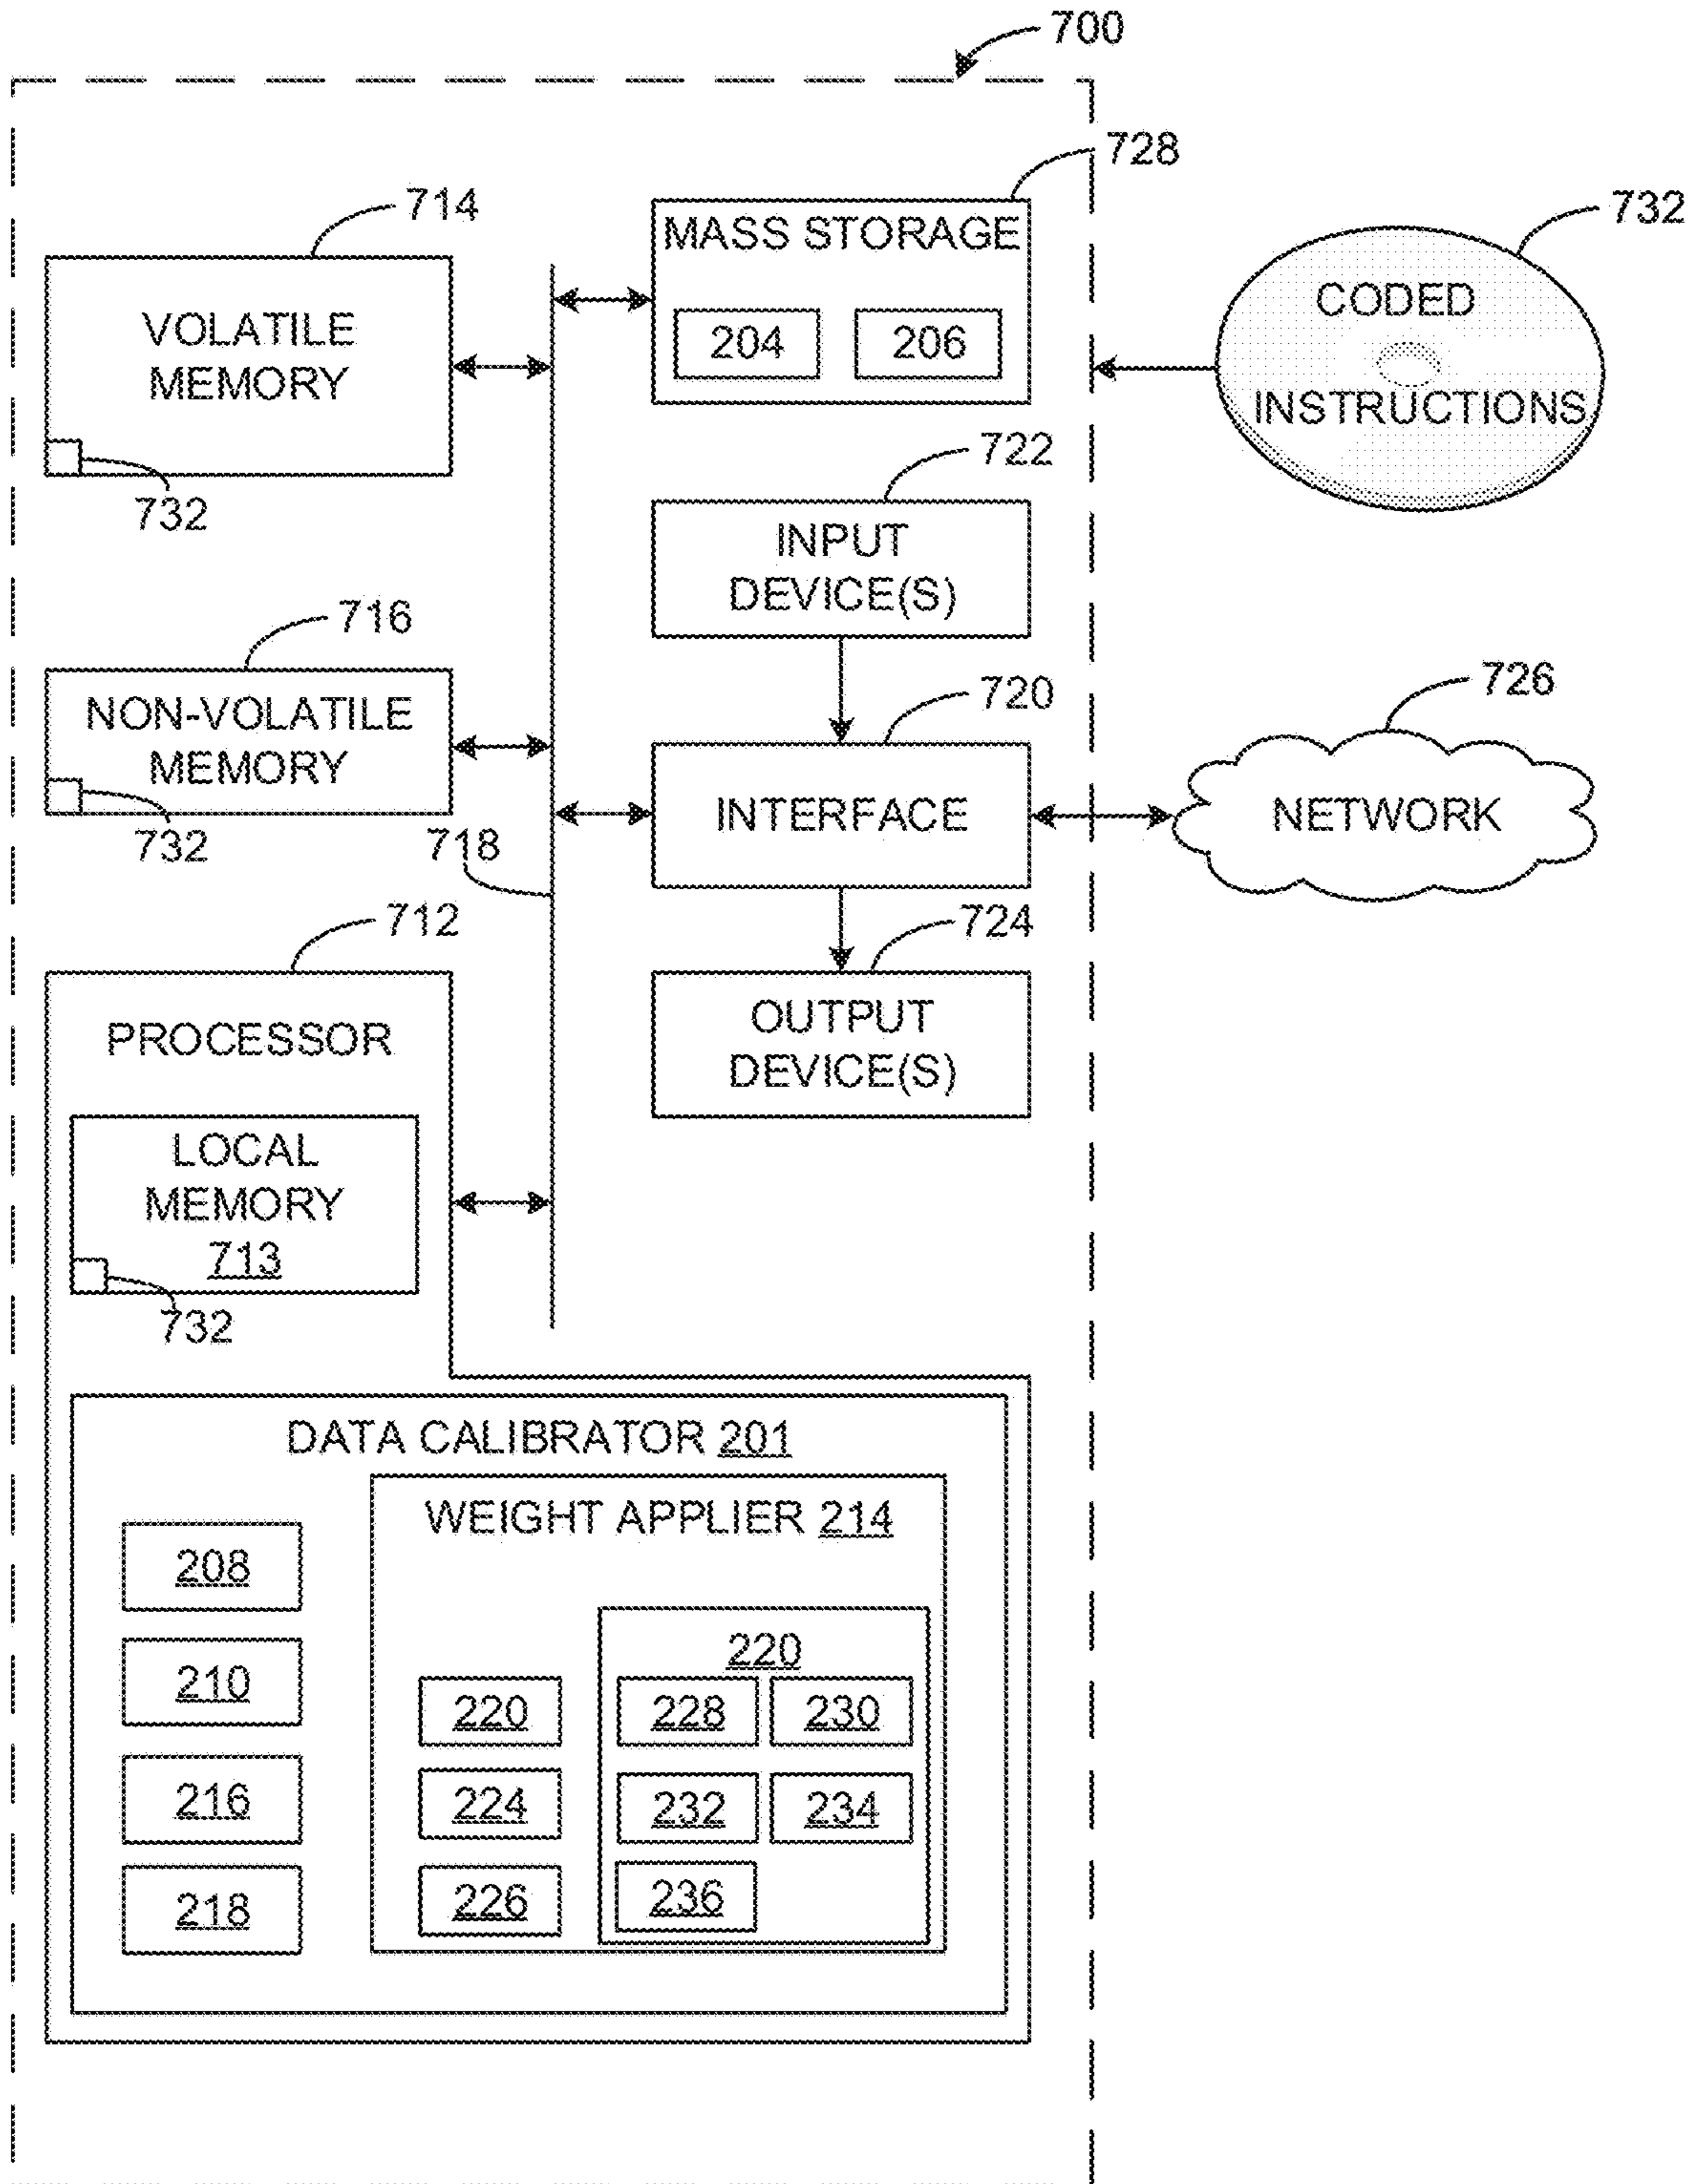 700
728
714
MASS STORAGE
732
VOLATILE
MEMORY
204
206
CODED
INSTRUCTIONS
732
722
INPUT
DEVICE(S)
716
720
726
NON-VOLATILE
MEMORY
INTERFACE
NETWORK
732
718
712
724
PROCESSOR
OUTPUT
DEVICE(S)
LOCAL
MEMORY
713
732
DATA CALIBRATOR 201
WEIGHT APPLIER 214
208
210
216
218
220
224
226
220
228
230
232
234
236